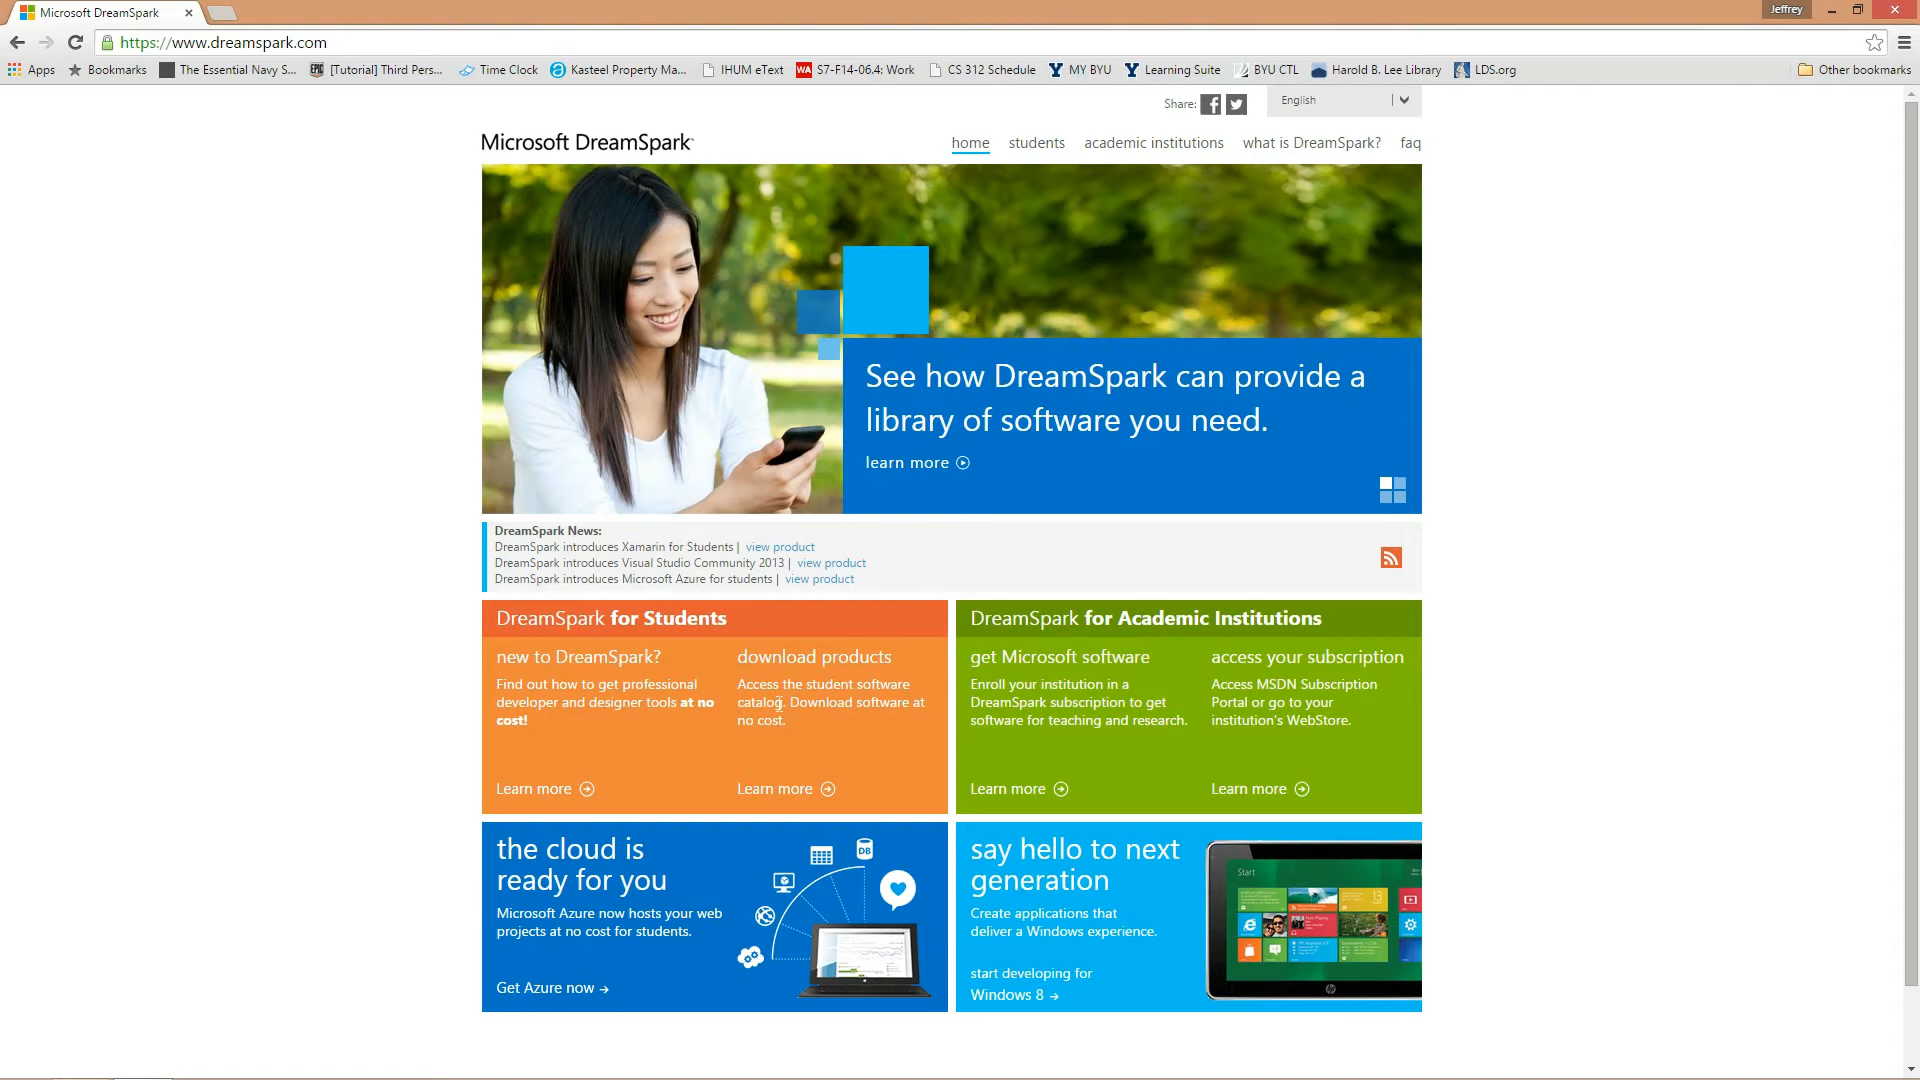 Microsoft DreamSpark
Jeffrey
https://www.dreamspark.com
Apps
Bookmarks
The Essential Navy S...
EPIC
[Tutorial] Third Pers...
Time Clock
Kasteel Property Ma...
IHUM eText
WA
S7-F14-06.4: Work
CS 312 Schedule
MY BYU
Learning Suite
BYU CTL
Harold B. Lee Library
LDS.org
Other bookmarks
Share:
English
Microsoft DreamSpark
home
students
academic institutions
what is DreamSpark?
faq
See how DreamSpark can provide a
library of software you need.
learn more
DreamSpark News:
DreamSpark introduces Xamarin for Students | view product
DreamSpark introduces Visual Studio Community 2013 | view product
DreamSpark introduces Microsoft Azure for students | view product
DreamSpark for Students
new to DreamSpark?
Find out how to get professional
developer and designer tools at no
cost!
Learn more
download products
Access the student software
catalog. Download software at
no cost.
Learn more
DreamSpark for Academic Institutions
get Microsoft software
Enroll your institution in a
DreamSpark subscription to get
software for teaching and research.
Learn more
access your subscription
Access MSDN Subscription
Portal or go to your
institution's WebStore.
Learn more
the cloud is
ready for you
Microsoft Azure now hosts your web
projects at no cost for students.
Get Azure now
DB
say hello to next
generation
Create applications that
deliver a Windows experience.
start developing for
Windows 8
Start
13
hp